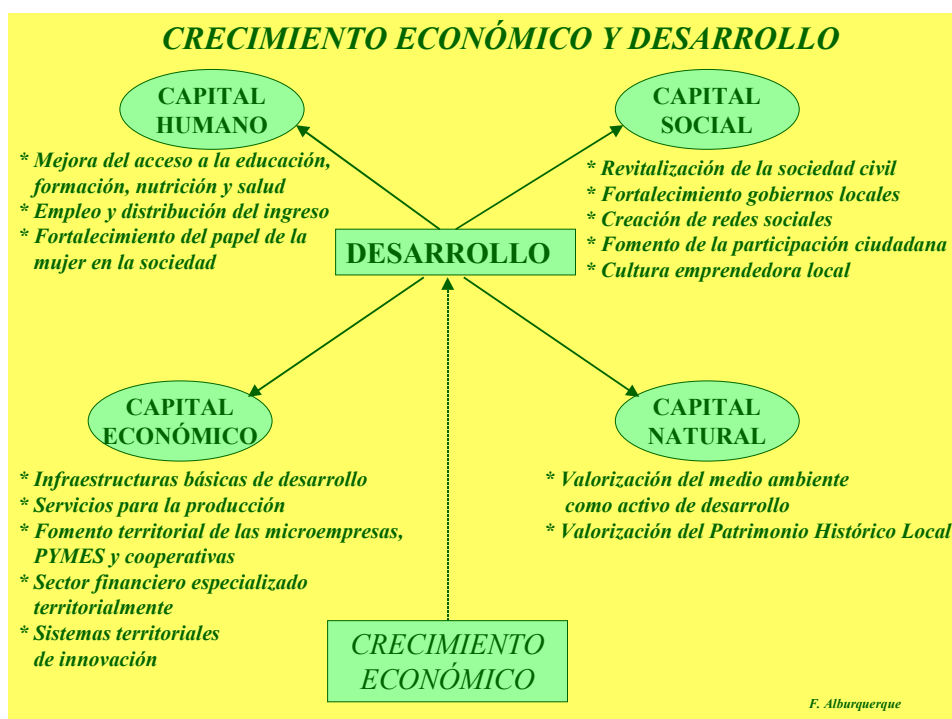 CRECIMIENTO ECONÓMICO Y DESARROLLO
CAPITAL
HUMANO
* Mejora del acceso a la educación,
formación, nutrición y salud
* Empleo y distribución del ingreso
* Fortalecimiento del papel de la
mujer en la sociedad
CAPITAL
SOCIAL
* Revitalización de la sociedad civil
* Fortalecimiento gobiernos locales
* Creación de redes sociales
* Fomento de la participación ciudadana
* Cultura emprendedora local
DESARROLLO
CAPITAL
ECONÓMICO
* Infraestructuras básicas de desarrollo
* Servicios para la producción
* Fomento territorial de las microempresas,
PYMES y cooperativas
* Sector financiero especializado
territorialmente
* Sistemas territoriales
de innovación
CAPITAL
NATURAL
* Valorización del medio ambiente
como activo de desarrollo
* Valorización del Patrimonio Histórico Local
CRECIMIENTO
ECONÓMICO
F. Alburquerque